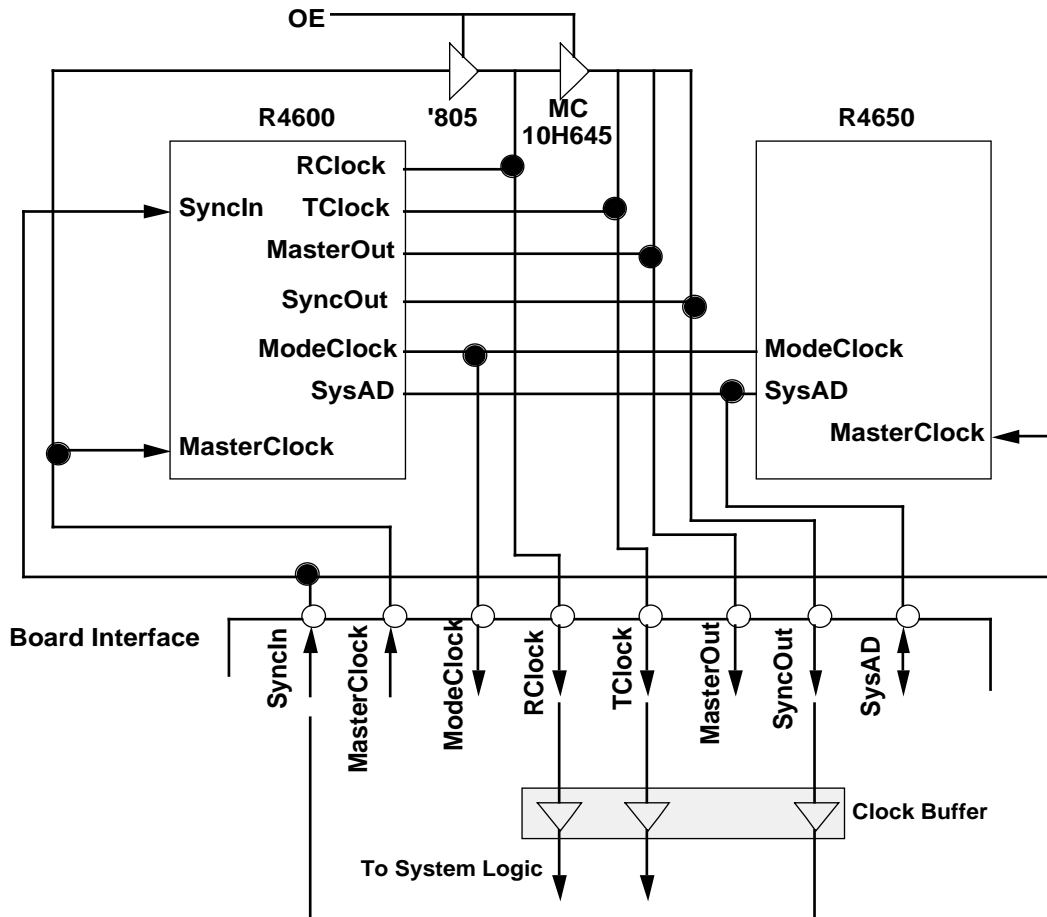 OE
'805
MC
10H645
R4600
R4650
RClock
SyncIn
TClock
MasterOut
SyncOut
ModeClock
SysAD
MasterClock
ModeClock
SysAD
MasterClock
Board Interface
SyncIn
MasterClock
ModeClock
RClock
TClock
MasterOut
SyncOut
SysAD
Clock Buffer
To System Logic